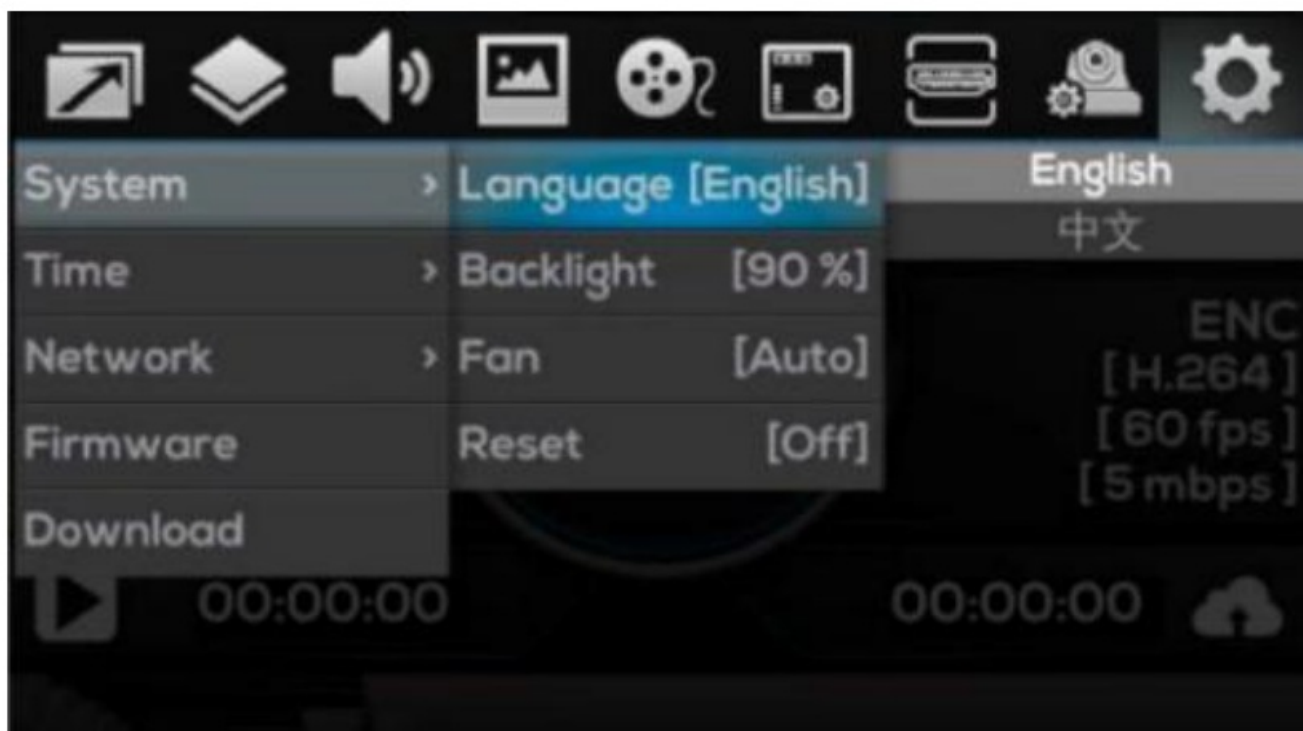 System > Language [English] English
中文
Time > Backlight [90 %]
ENC
Network > Fan [Auto]
[ H.264 ]
[ 60 fps ]
Firmware Reset [Off]
[ 5 mbps ]
Download
00:00:00 00:00:00